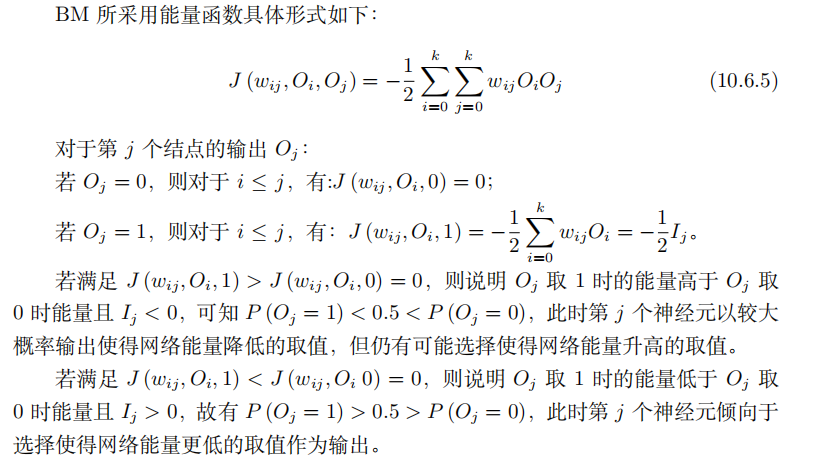 BM 所采用能量函数具体形式如下：
J (w_{ij}, O_i, O_j) = -\frac{1}{2} \sum_{i=0}^{k} \sum_{j=0}^{k} w_{ij} O_i O_j (10.6.5)
对于第 j 个结点的输出 O_j：
若 O_j = 0，则对于 i ≤ j，有:J (w_{ij}, O_i, 0) = 0；
若 O_j = 1，则对于 i ≤ j，有：J (w_{ij}, O_i, 1) = -\frac{1}{2} \sum_{i=0}^{k} w_{ij} O_i = -\frac{1}{2} I_j。
若满足 J (w_{ij}, O_i, 1) > J (w_{ij}, O_i, 0) = 0，则说明 O_j 取 1 时的能量高于 O_j 取
0 时能量且 I_j < 0，可知 P (O_j = 1) < 0.5 < P (O_j = 0)，此时第 j 个神经元以较大
概率输出使得网络能量降低的取值，但仍有可能选择使得网络能量升高的取值。
若满足 J (w_{ij}, O_i, 1) < J (w_{ij}, O_i 0) = 0，则说明 O_j 取 1 时的能量低于 O_j 取
0 时能量且 I_j > 0，故有 P (O_j = 1) > 0.5 > P (O_j = 0)，此时第 j 个神经元倾向于
选择使得网络能量更低的取值作为输出。